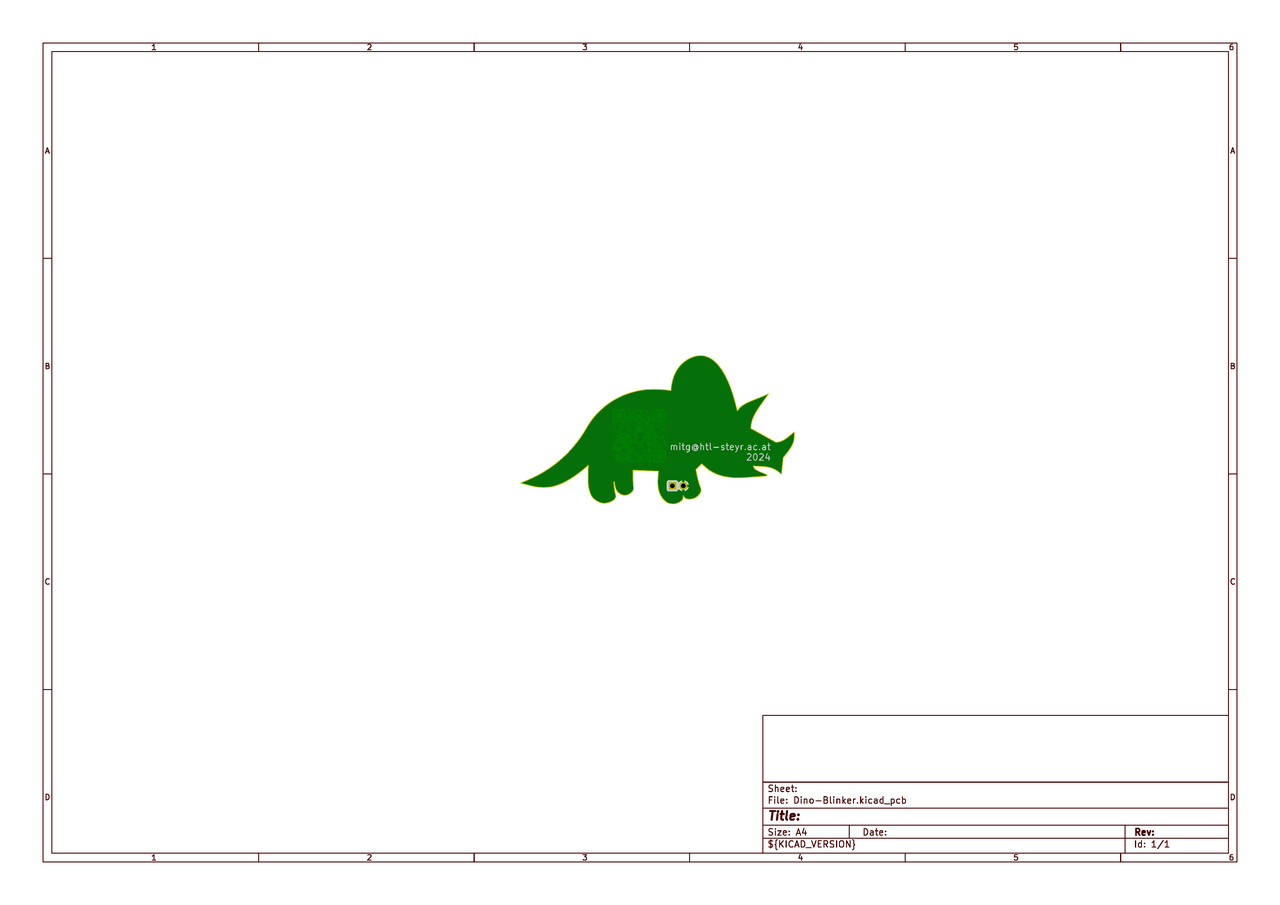 1 2 3 4 5 6
A A
B B
mitg@htl-steyr.ac.at
2024
C C
Sheet:
File: Dino-Blinker.kicad_pcb
D D
Title:
Size: A4 Date: Rev:
${KICAD_VERSION} Id: 1/1
1 2 3 4 5 6